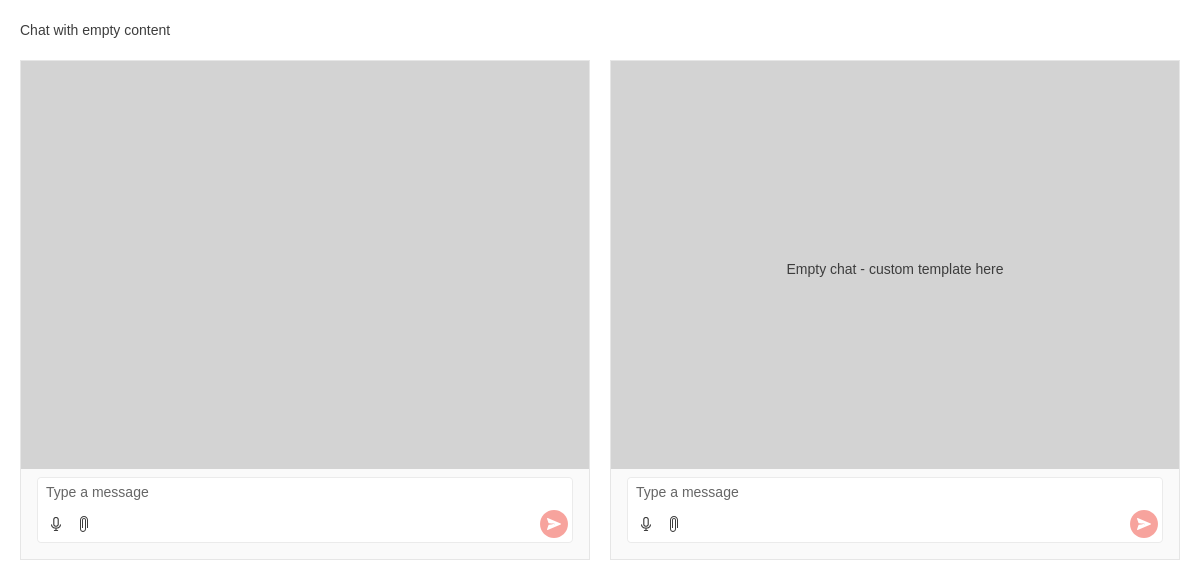 Chat with empty content
Empty chat - custom template here
Type a message
Type a message